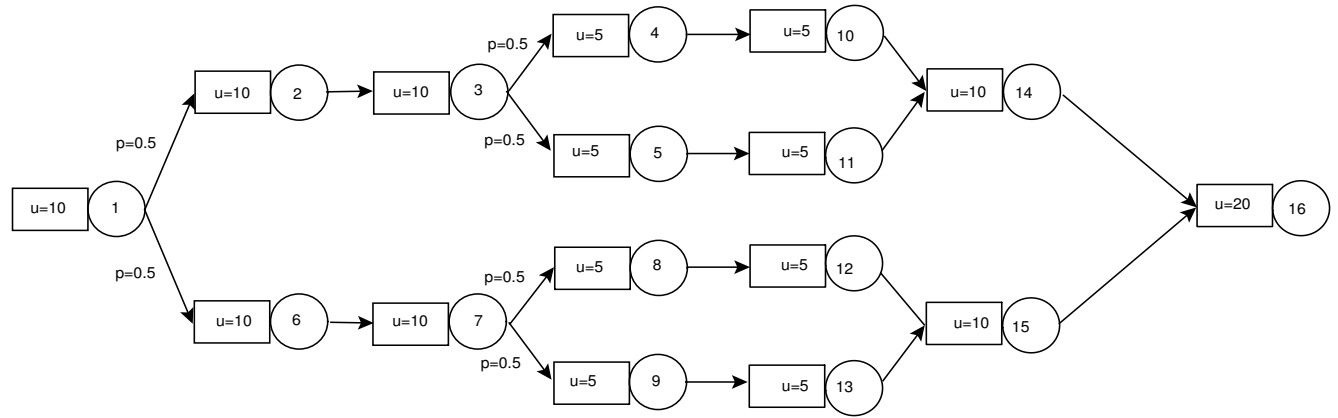 u=10 1
p=0.5
p=0.5
u=10 2
u=10 3
p=0.5
p=0.5
u=5 4
u=5 10
u=5 5
u=5 11
u=10 14
u=10 6
u=10 7
p=0.5
p=0.5
u=5 8
u=5 12
u=5 9
u=5 13
u=10 15
u=20 16